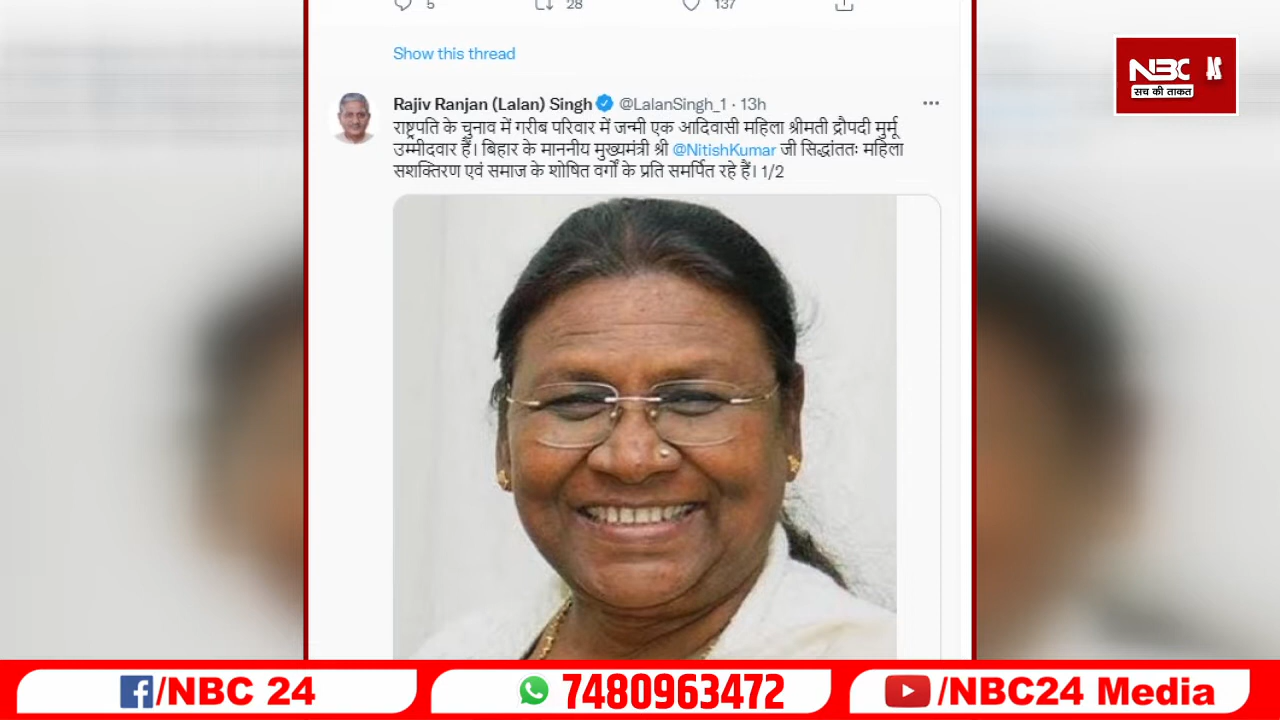 5 28 137
Show this thread
Rajiv Ranjan (Lalan) Singh @LalanSingh_1 · 13h
राष्ट्रपति के चुनाव में गरीब परिवार में जन्मी एक आदिवासी महिला श्रीमती द्रौपदी मुर्मू
उम्मीदवार हैं। बिहार के माननीय मुख्यमंत्री श्री @NitishKumar जी सिद्धांततः महिला
सशक्तिरण एवं समाज के शोषित वर्गों के प्रति समर्पित रहे हैं। 1/2
NBC
सच की ताकत
/NBC 24
7480963472
/NBC24 Media